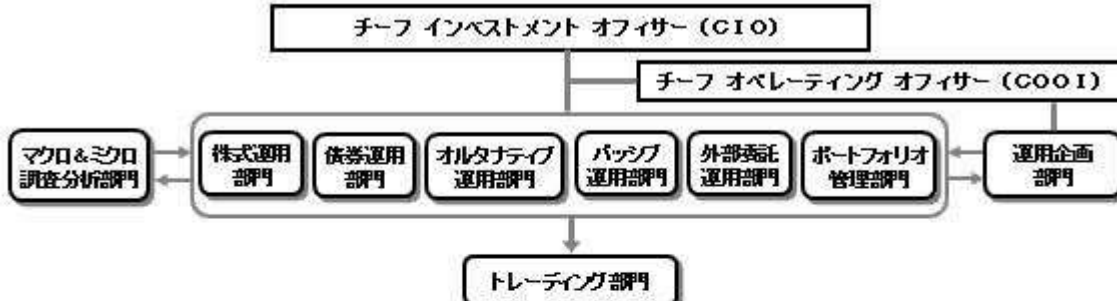 チーフ インベストメント オフィサー (CIO)
チーフ オペレーティング オフィサー (COOI)
マクロ&ミクロ
調査分析部門
株式運用
部門
債券運用
部門
オルタナティブ
運用部門
パッシブ
運用部門
外部委託
運用部門
ポートフォリオ
管理部門
運用企画
部門
トレーディング部門